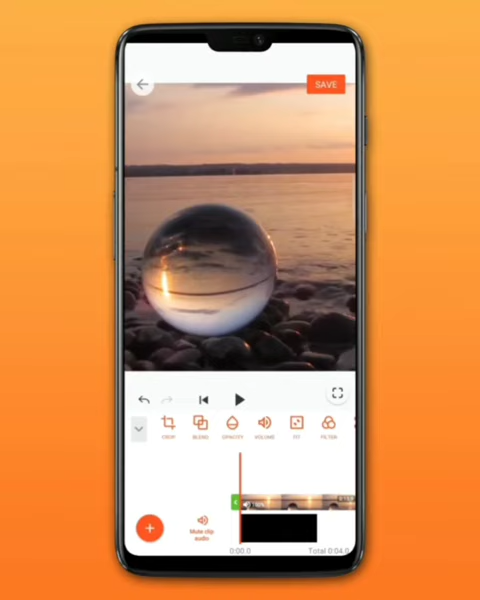 SAVE
CROP
BLEND
OPACITY
VOLUME
FIT
FILTER
Mute clip
audio
0:00.0
Total 0:04.0